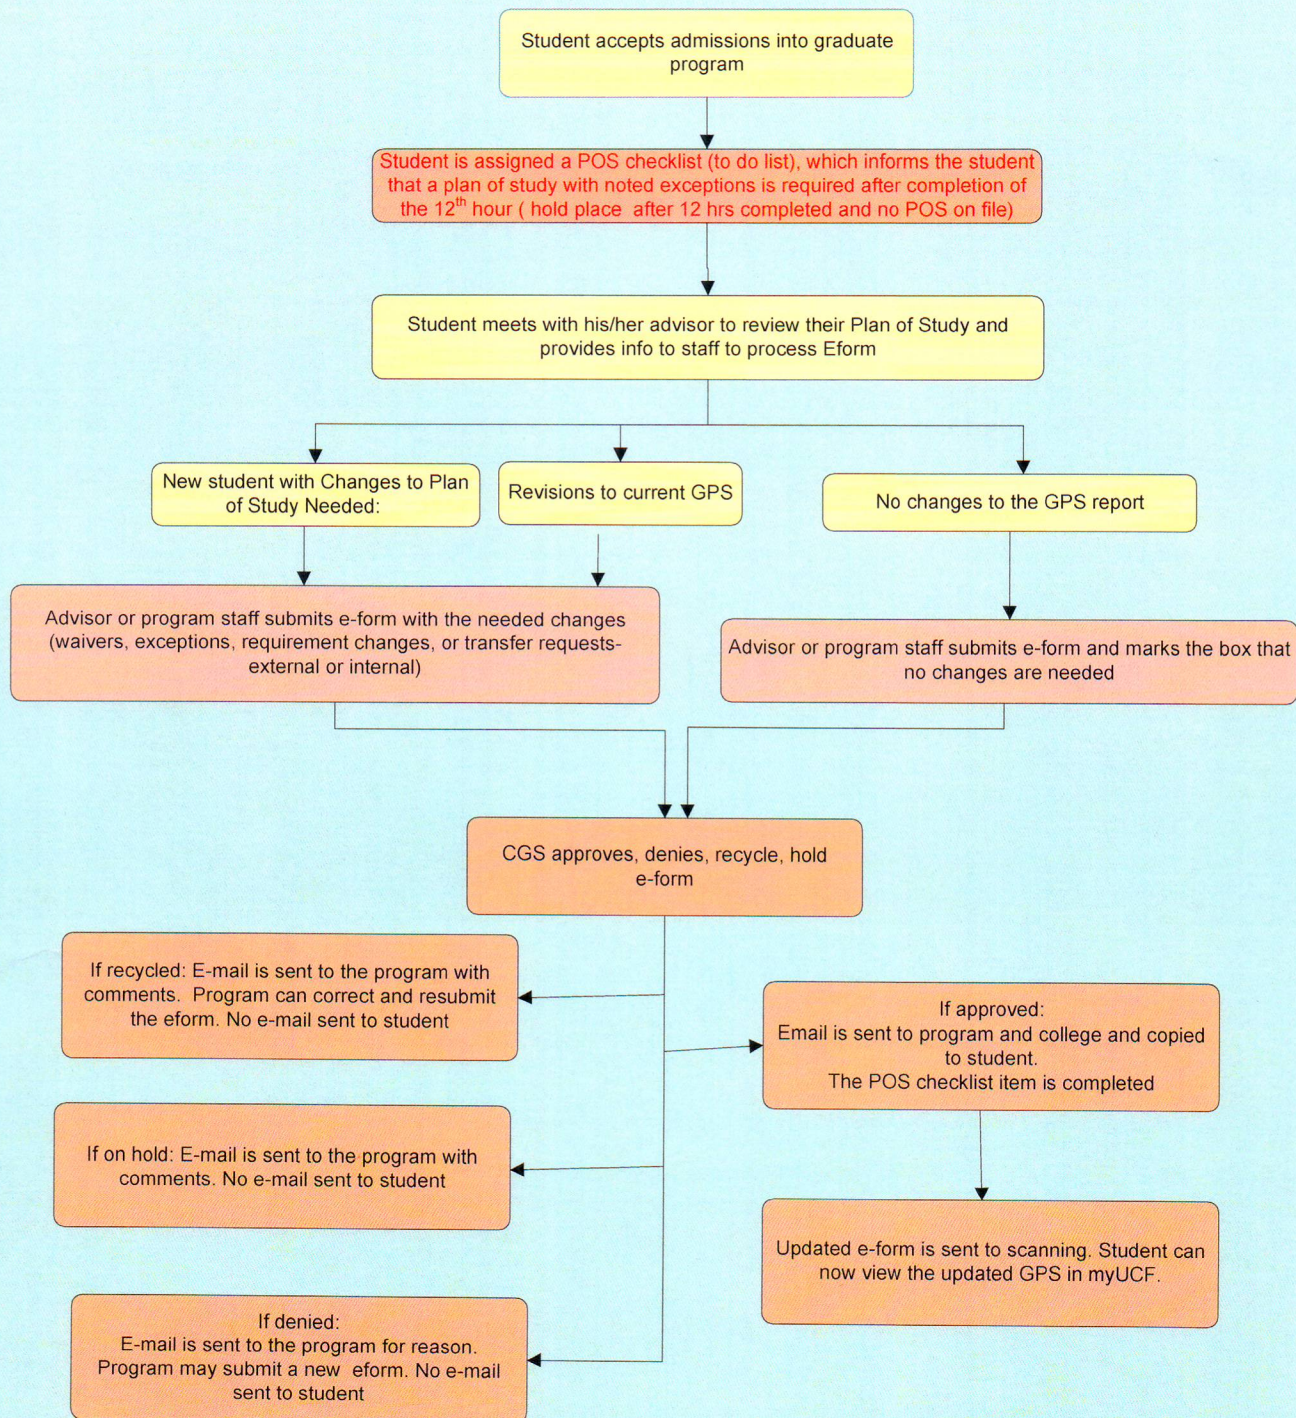 Student accepts admissions into graduate
program
Student is assigned a POS checklist (to do list), which informs the student
that a plan of study with noted exceptions is required after completion of
the 12th hour ( hold place after 12 hrs completed and no POS on file)
Student meets with his/her advisor to review their Plan of Study and
provides info to staff to process Eform
New student with Changes to Plan
of Study Needed:
Revisions to current GPS
No changes to the GPS report
Advisor or program staff submits e-form with the needed changes
(waivers, exceptions, requirement changes, or transfer requests-
external or internal)
Advisor or program staff submits e-form and marks the box that
no changes are needed
CGS approves, denies, recycle, hold
e-form
If recycled: E-mail is sent to the program with
comments. Program can correct and resubmit
the eform. No e-mail sent to student
If approved:
Email is sent to program and college and copied
to student.
The POS checklist item is completed
If on hold: E-mail is sent to the program with
comments. No e-mail sent to student
Updated e-form is sent to scanning. Student can
now view the updated GPS in myUCF.
If denied:
E-mail is sent to the program for reason.
Program may submit a new eform. No e-mail
sent to student